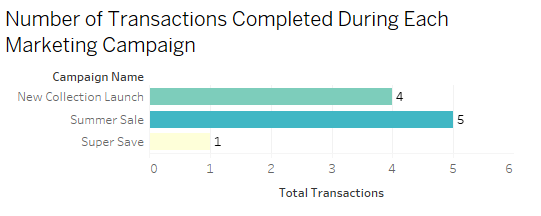 Number of Transactions Completed During Each
Marketing Campaign
Campaign Name
New Collection Launch 4
Summer Sale 5
Super Save 1
0 1 2 3 4 5 6
Total Transactions